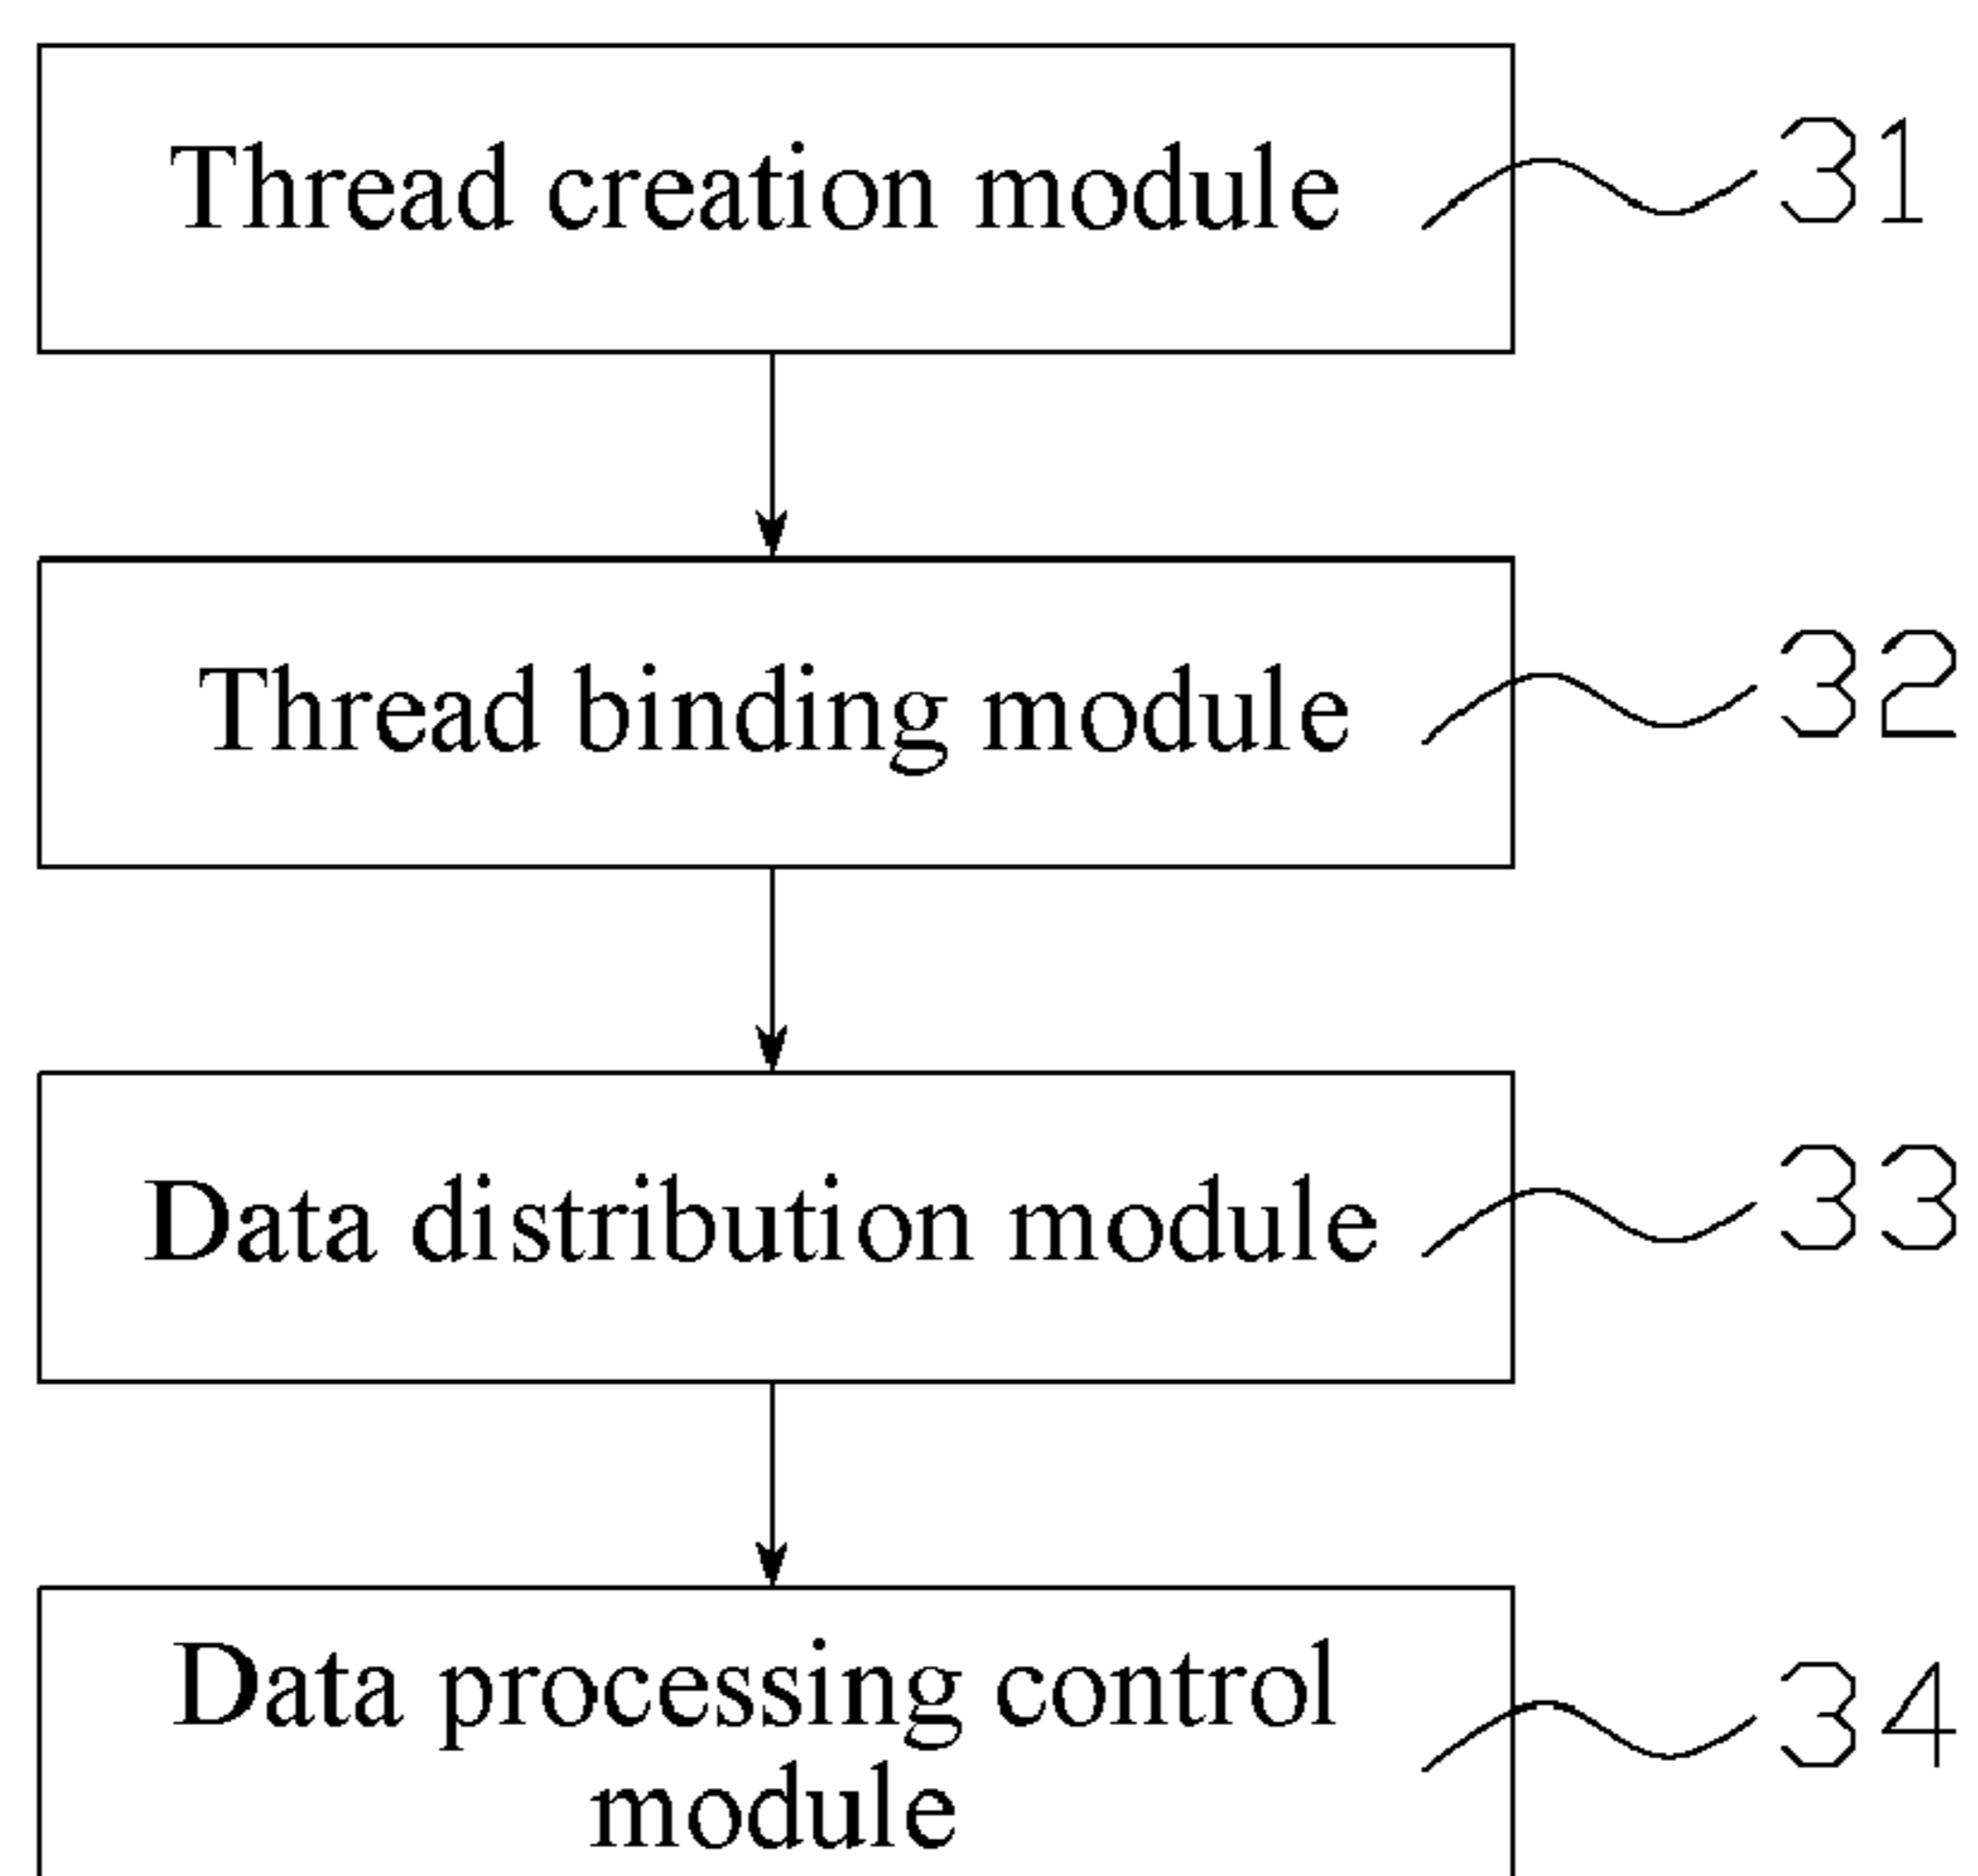 Thread creation module 31
Thread binding module 32
Data distribution module 33
Data processing control 34
module